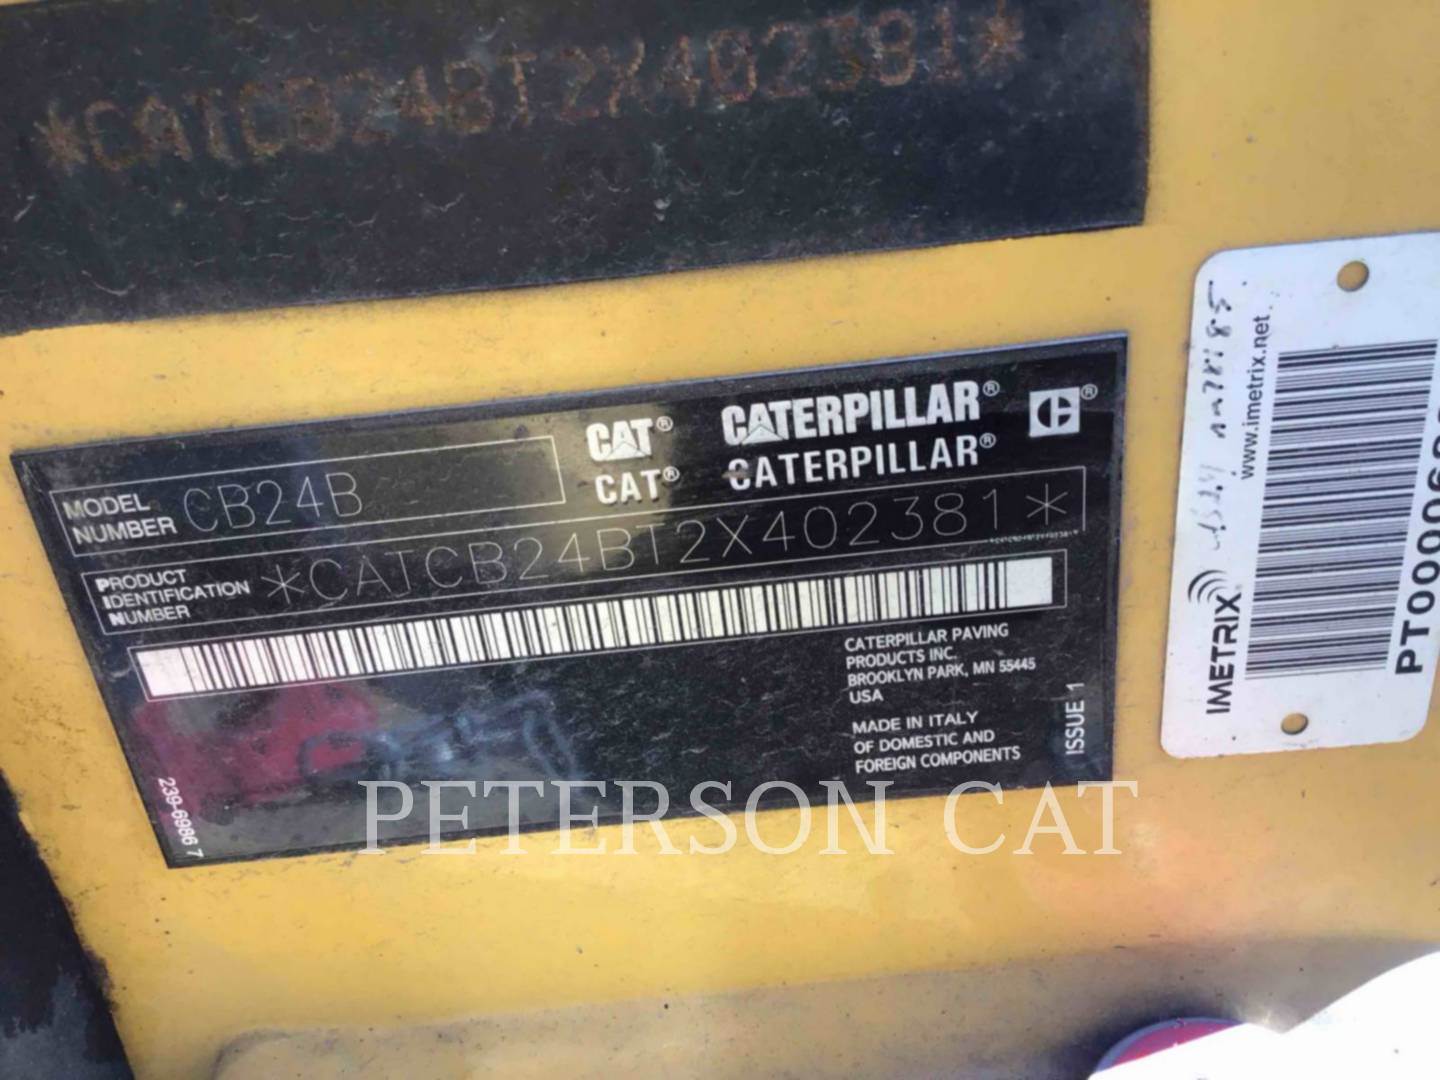 *CATCB24BT2X402381*
CAT® CATERPILLAR® C®
CAT® CATERPILLAR®
MODEL NUMBER CB24B
PRODUCT IDENTIFICATION NUMBER *CATCB24BT2X402381*
*CATCB24BT2X402381*
CATERPILLAR PAVING
PRODUCTS INC.
BROOKLYN PARK, MN 55445
USA
MADE IN ITALY
OF DOMESTIC AND
FOREIGN COMPONENTS
ISSUE 1
239-6986 7
www.imetrix.net
IMETRIX
PETERSON CAT